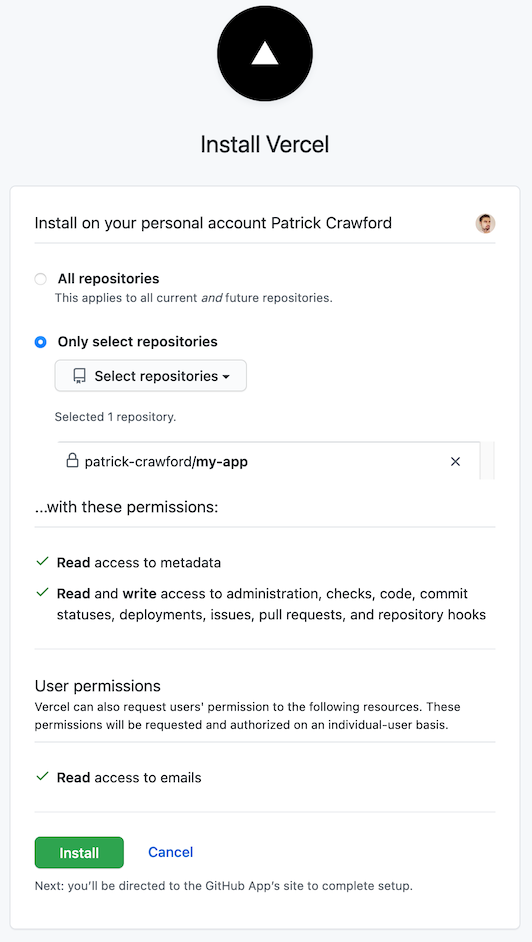 Install Vercel
Install on your personal account Patrick Crawford
All repositories
This applies to all current and future repositories.
Only select repositories
Select repositories
Selected 1 repository.
patrick-crawford/my-app
...with these permissions:
Read access to metadata
Read and write access to administration, checks, code, commit
statuses, deployments, issues, pull requests, and repository hooks
User permissions
Vercel can also request users' permission to the following resources. These
permissions will be requested and authorized on an individual-user basis.
Read access to emails
Install Cancel
Next: you'll be directed to the GitHub App's site to complete setup.